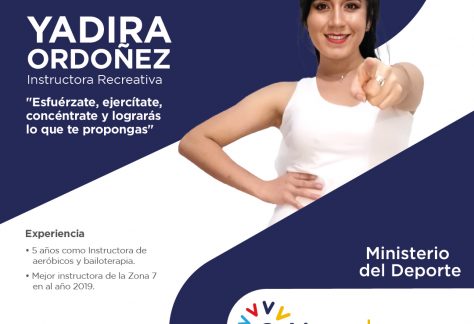 YADIRA
ORDOÑEZ
Instructora Recreativa
"Esfuérzate, ejercítate,
concéntrate y lograrás
lo que te propongas"
Experiencia
• 5 años como Instructora de
aeróbicos y bailoterapia.
• Mejor instructora de la Zona 7
en al año 2019.
Ministerio
del Deporte